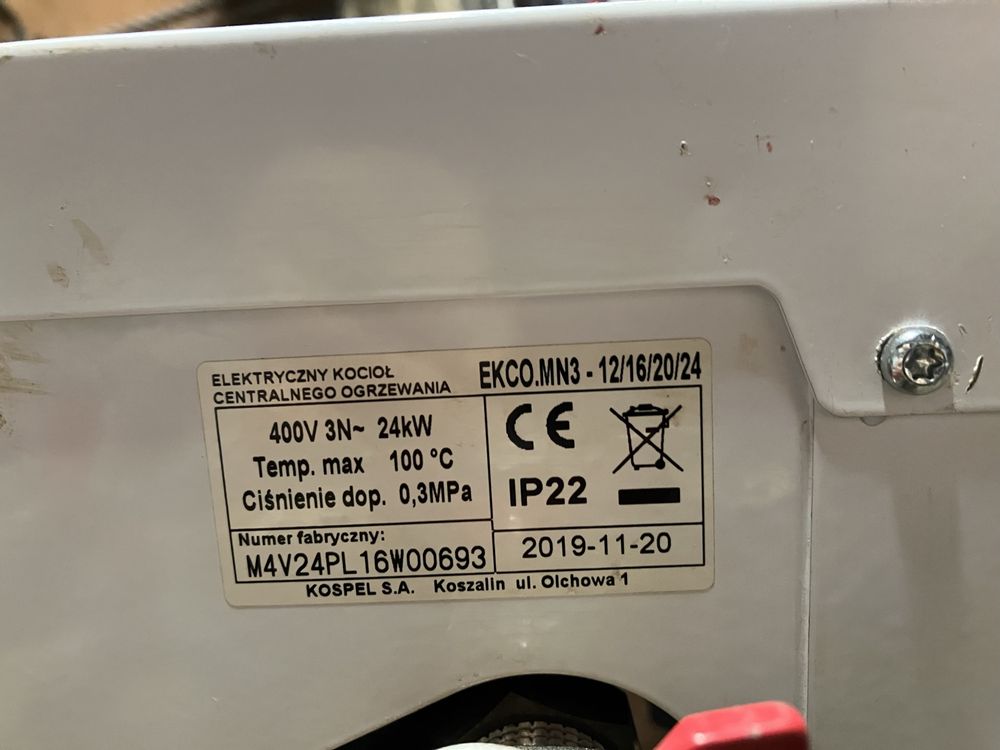 ELEKTRYCZNY KOCIOŁ
CENTRALNEGO OGRZEWANIA
EKCO.MN3 - 12/16/20/24
400V 3N~ 24kW
Temp. max 100 °C
Ciśnienie dop. 0,3MPa
CE
IP22
Numer fabryczny:
M4V24PL16W00693
2019-11-20
KOSPEL S.A. Koszalin ul. Olchowa 1